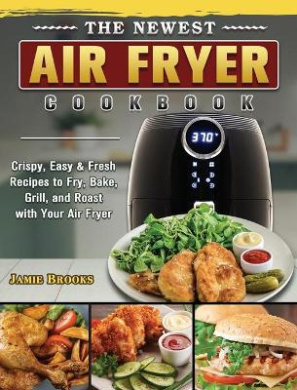 THE NEWEST
AIR FRYER
COOKBOOK
370°
Crispy, Easy & Fresh
Recipes to Fry, Bake,
Grill, and Roast
with Your Air Fryer
JAMIE BROOKS